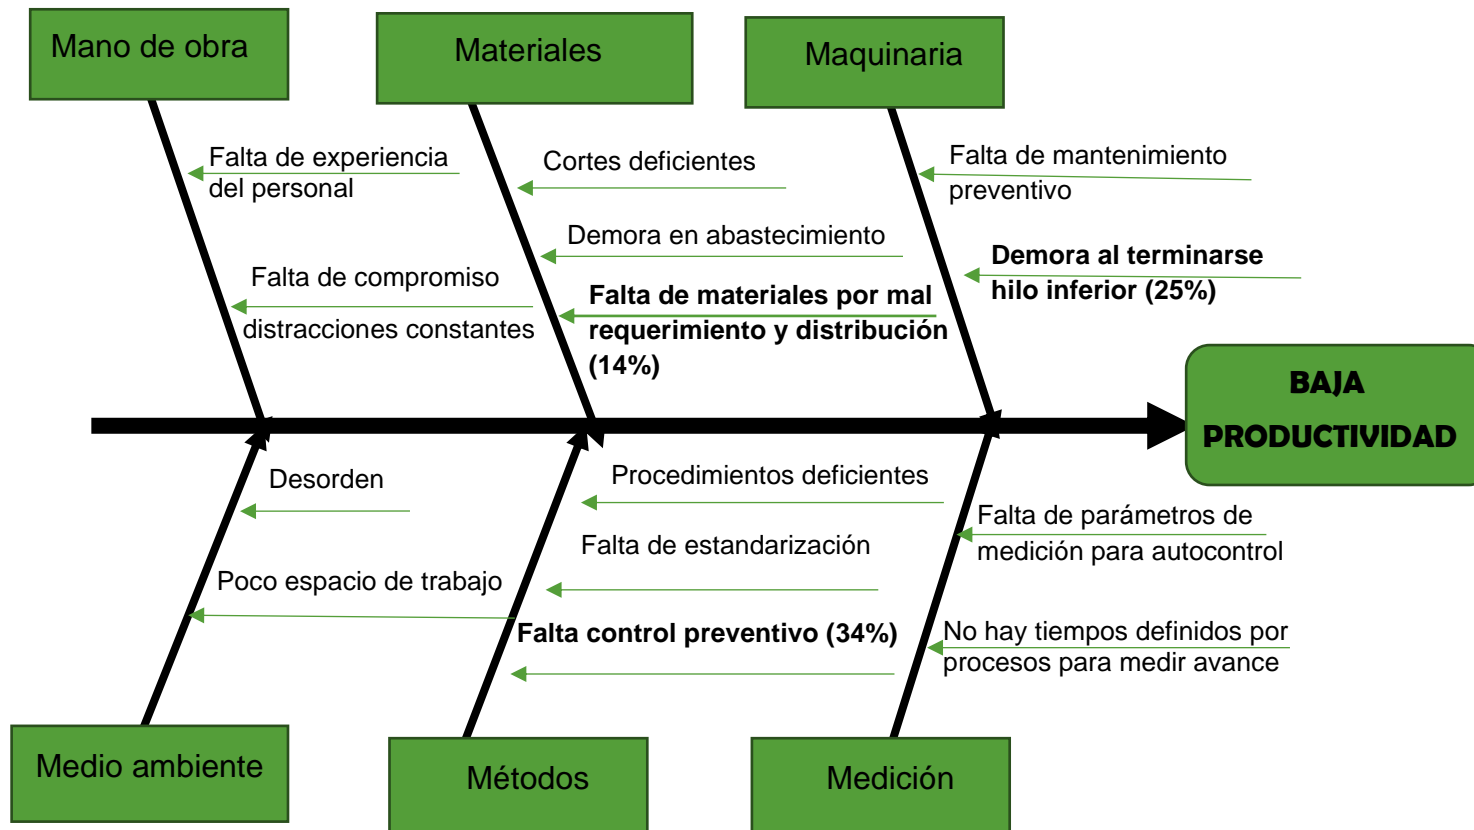 Mano de obra
Materiales
Maquinaria
Falta de experiencia
del personal
Falta de compromiso
distracciones constantes
Cortes deficientes
Demora en abastecimiento
Falta de materiales por mal
requerimiento y distribución
(14%)
Falta de mantenimiento
preventivo
Demora al terminarse
hilo inferior (25%)
BAJA
PRODUCTIVIDAD
Desorden
Poco espacio de trabajo
Procedimientos deficientes
Falta de estandarización
Falta control preventivo (34%)
Falta de parámetros de
medición para autocontrol
No hay tiempos definidos por
procesos para medir avance
Medio ambiente
Métodos
Medición